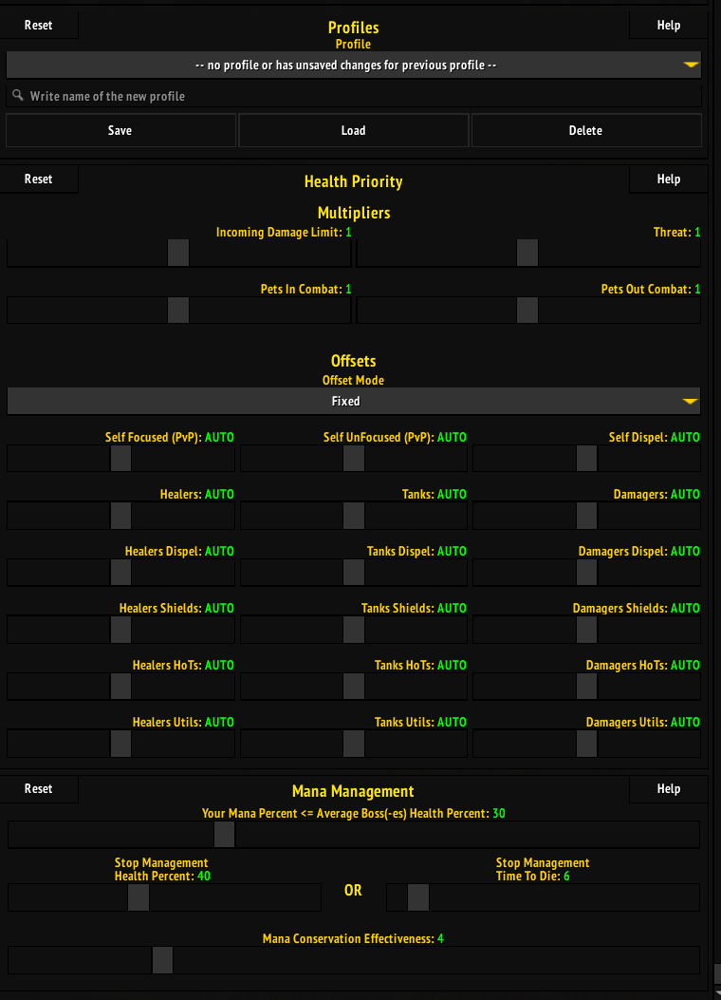 Reset
Profiles
Help
Profile
-- no profile or has unsaved changes for previous profile --
Write name of the new profile
Save
Load
Delete
Reset
Health Priority
Help
Multipliers
Incoming Damage Limit: 1
Threat: 1
Pets In Combat: 1
Pets Out Combat: 1
Offsets
Offset Mode
Fixed
Self Focused (PvP): AUTO
Self UnFocused (PvP): AUTO
Self Dispel: AUTO
Healers: AUTO
Tanks: AUTO
Damagers: AUTO
Healers Dispel: AUTO
Tanks Dispel: AUTO
Damagers Dispel: AUTO
Healers Shields: AUTO
Tanks Shields: AUTO
Damagers Shields: AUTO
Healers HoTs: AUTO
Tanks HoTs: AUTO
Damagers HoTs: AUTO
Healers Utils: AUTO
Tanks Utils: AUTO
Damagers Utils: AUTO
Reset
Mana Management
Help
Your Mana Percent <= Average Boss(-es) Health Percent: 30
Stop Management
Health Percent: 40
OR
Stop Management
Time To Die: 6
Mana Conservation Effectiveness: 4